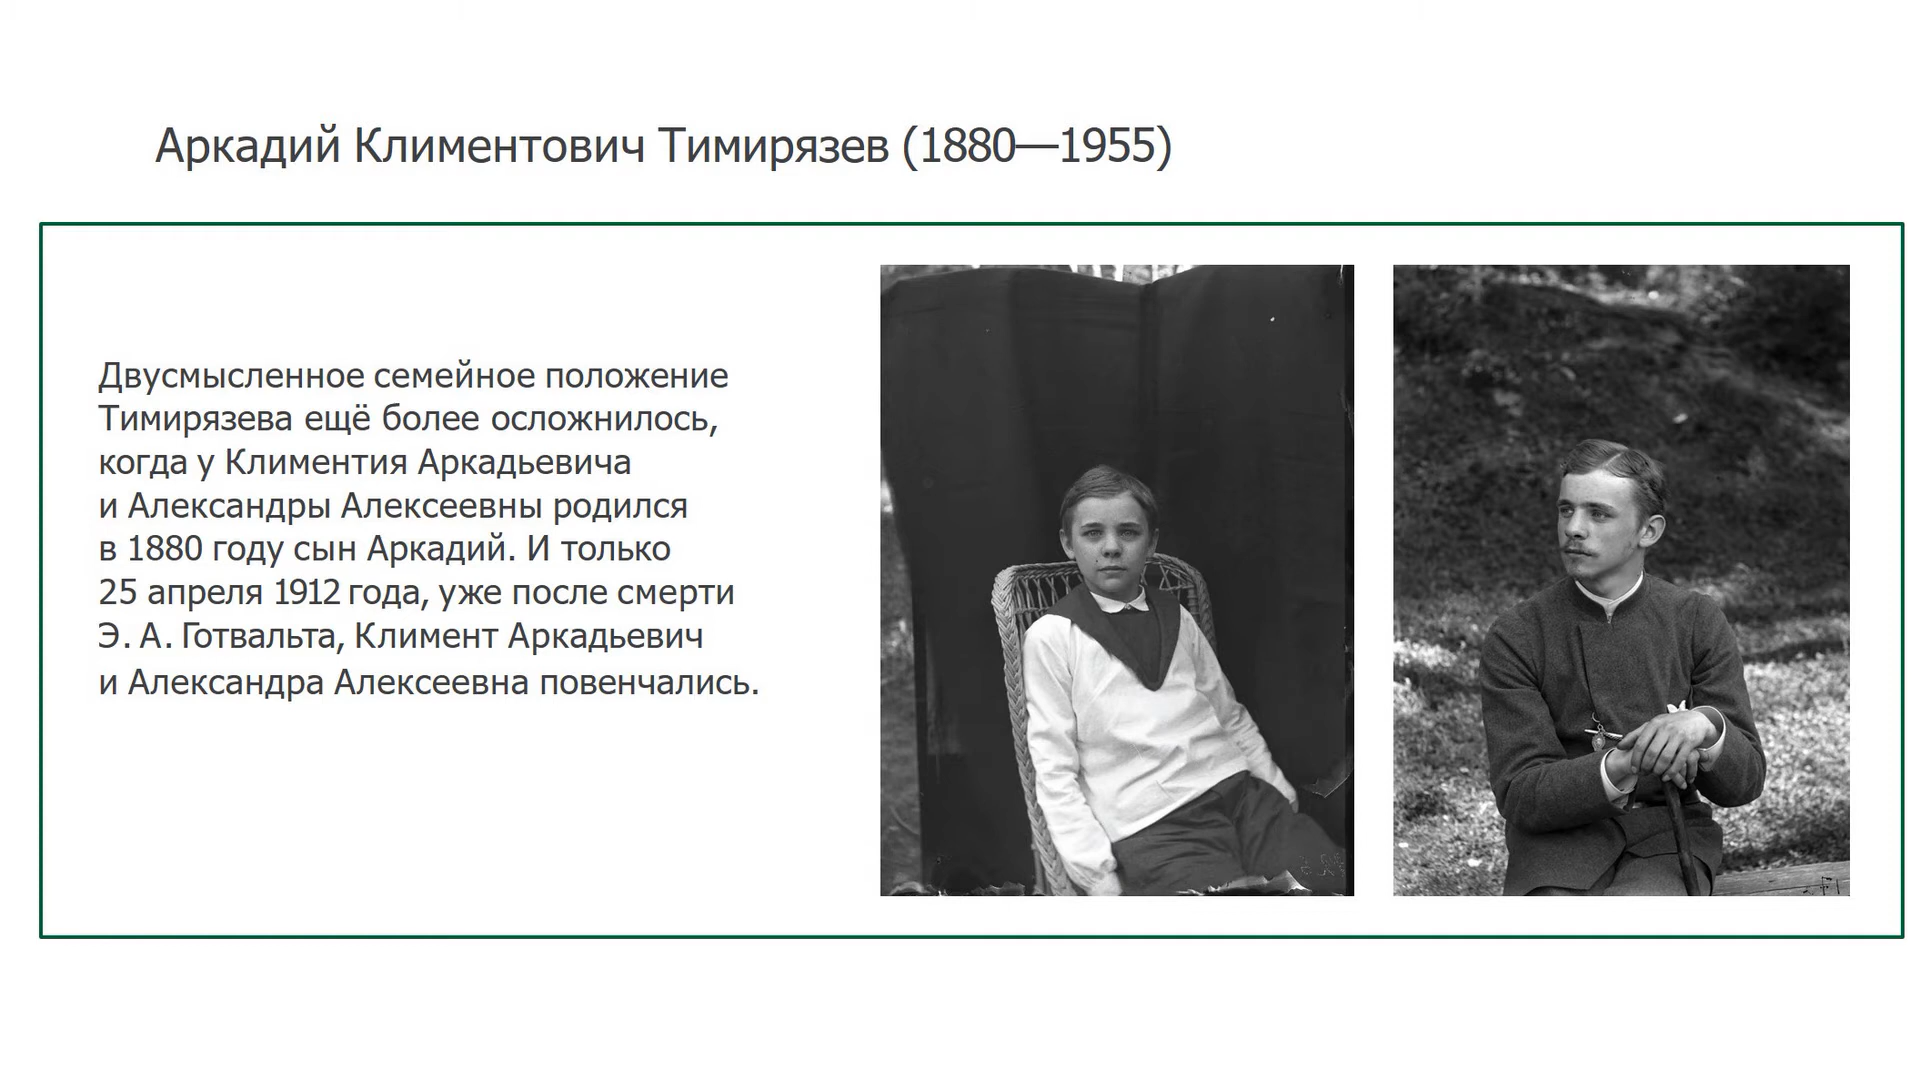 Аркадий Климентович Тимирязев (1880—1955)
Двусмысленное семейное положение
Тимирязева ещё более осложнилось,
когда у Климентия Аркадьевича
и Александры Алексеевны родился
в 1880 году сын Аркадий. И только
25 апреля 1912 года, уже после смерти
Э. А. Готвальта, Климент Аркадьевич
и Александра Алексеевна повенчались.